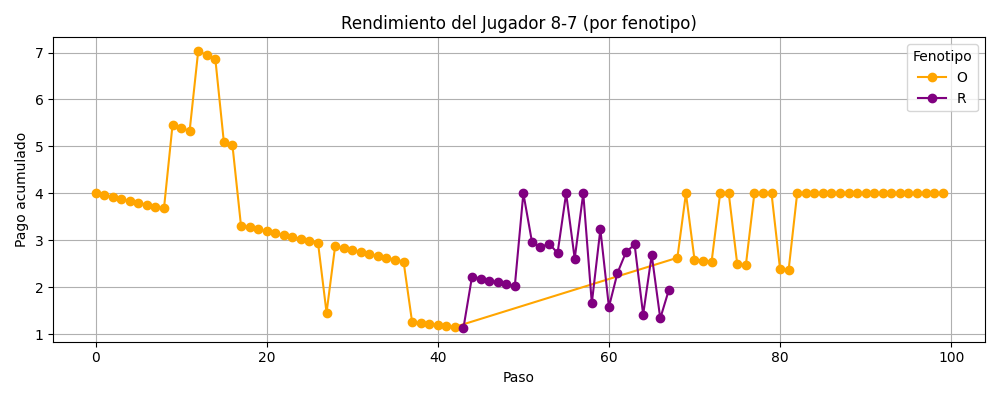 Rendimiento del Jugador 8-7 (por fenotipo)
Pago acumulado
7
6
5
4
3
2
1
Fenotipo
O
R
0 20 40 60 80 100
Paso